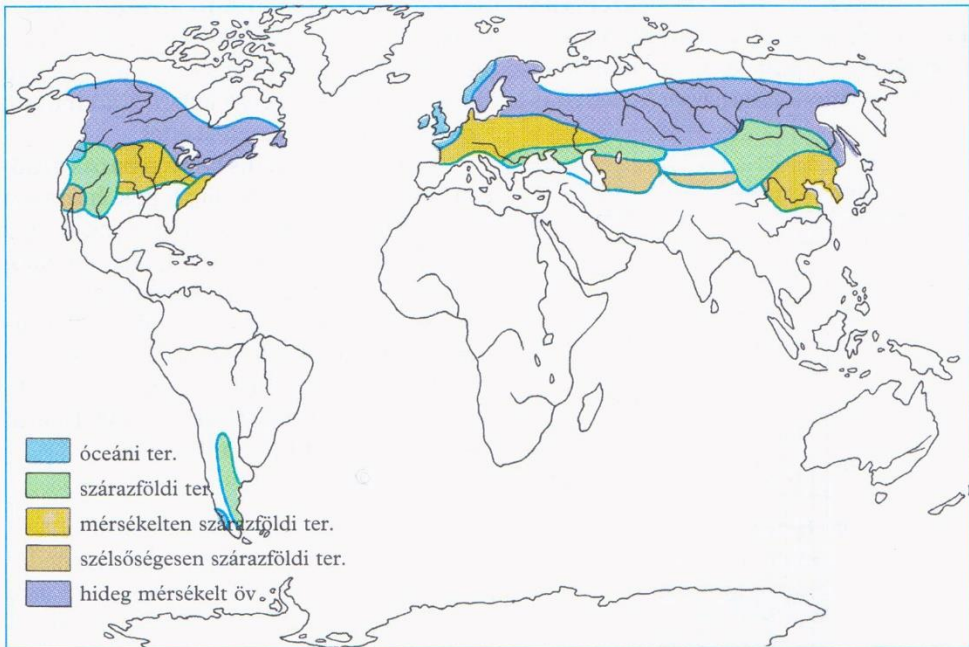 óceáni ter.
szárazföldi ter.
mérsékelten szárazföldi ter.
szélsőségesen szárazföldi ter.
hideg mérsékelt öv